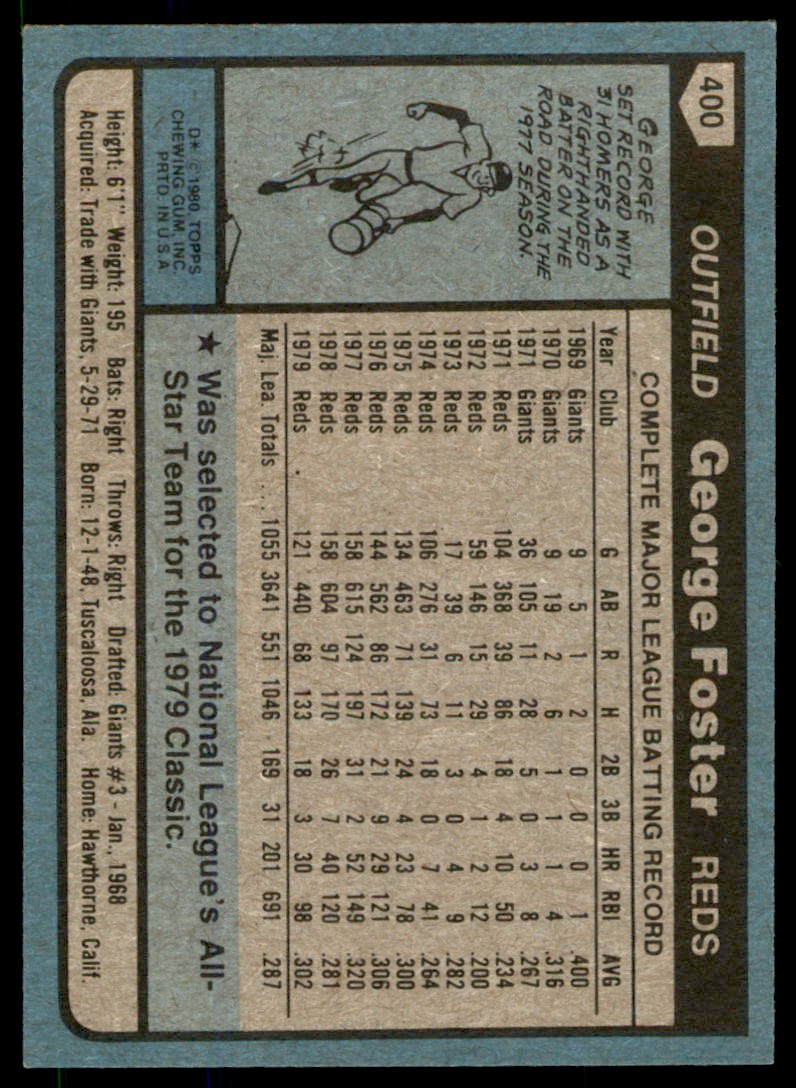 400 OUTFIELD George Foster REDS
GEORGE
SET RECORD WITH
31 HOMERS AS A
RIGHTHANDED
BATTER ON THE
ROAD DURING THE
1977 SEASON.
D* © 1980 TOPPS
CHEWING GUM, INC.
PRTD. IN U.S.A.
COMPLETE MAJOR LEAGUE BATTING RECORD
Year Club G AB R H 2B 3B HR RBI AVG
1969 Giants 9 5 1 2 0 0 0 1 .400
1970 Giants 9 19 2 6 1 1 1 4 .316
1971 Giants 36 105 11 28 5 0 3 8 .267
1971 Reds 104 368 39 86 18 4 10 50 .234
1972 Reds 59 146 15 29 4 1 2 12 .200
1973 Reds 17 39 6 11 3 0 4 9 .282
1974 Reds 106 276 31 73 18 0 7 41 .264
1975 Reds 134 463 71 139 24 4 23 78 .300
1976 Reds 144 562 86 172 21 9 29 121 .306
1977 Reds 158 615 124 197 31 2 52 149 .320
1978 Reds 158 604 97 170 26 7 40 120 .281
1979 Reds 121 440 68 133 18 3 30 98 .302
Maj. Lea. Totals ... 1055 3641 551 1046 169 31 201 691 .287
★ Was selected to National League's All-
Star Team for the 1979 Classic.
Height: 6'1" Weight: 195 Bats: Right Throws: Right Drafted: Giants #3 - Jan., 1968
Acquired: Trade with Giants, 5-29-71 Born: 12-1-48, Tuscaloosa, Ala. Home: Hawthorne, Calif.